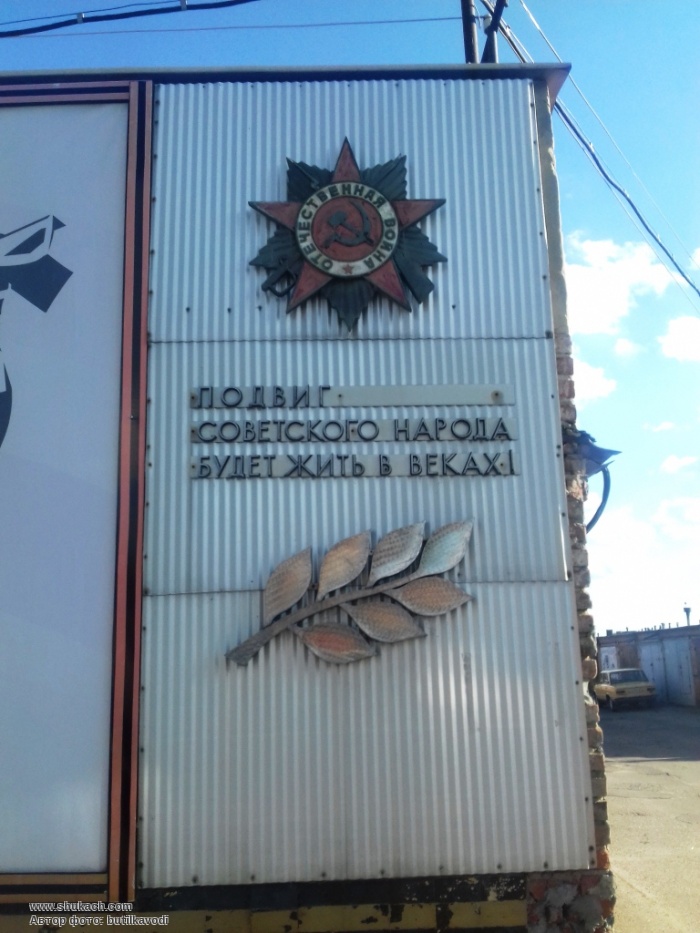 ОТЕЧЕСТВЕННАЯ ВОЙНА
ПОДВИГ
СОВЕТСКОГО НАРОДА
БУДЕТ ЖИТЬ В ВЕКАХ!
www.shukach.com
Автор фото: butilkavodi